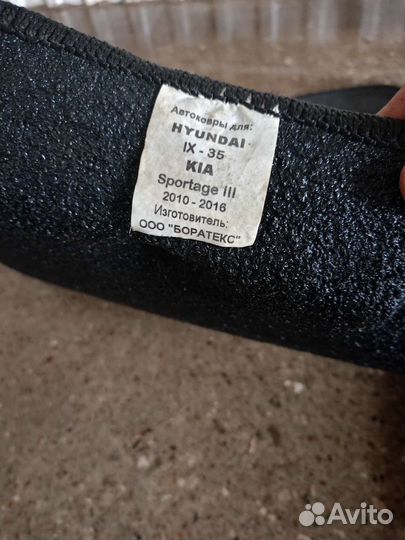 Автоковры для:
HYUNDAI
IX - 35
KIA
Sportage III
2010 - 2016
Изготовитель:
ООО "БОРАТЕКС"
Avito